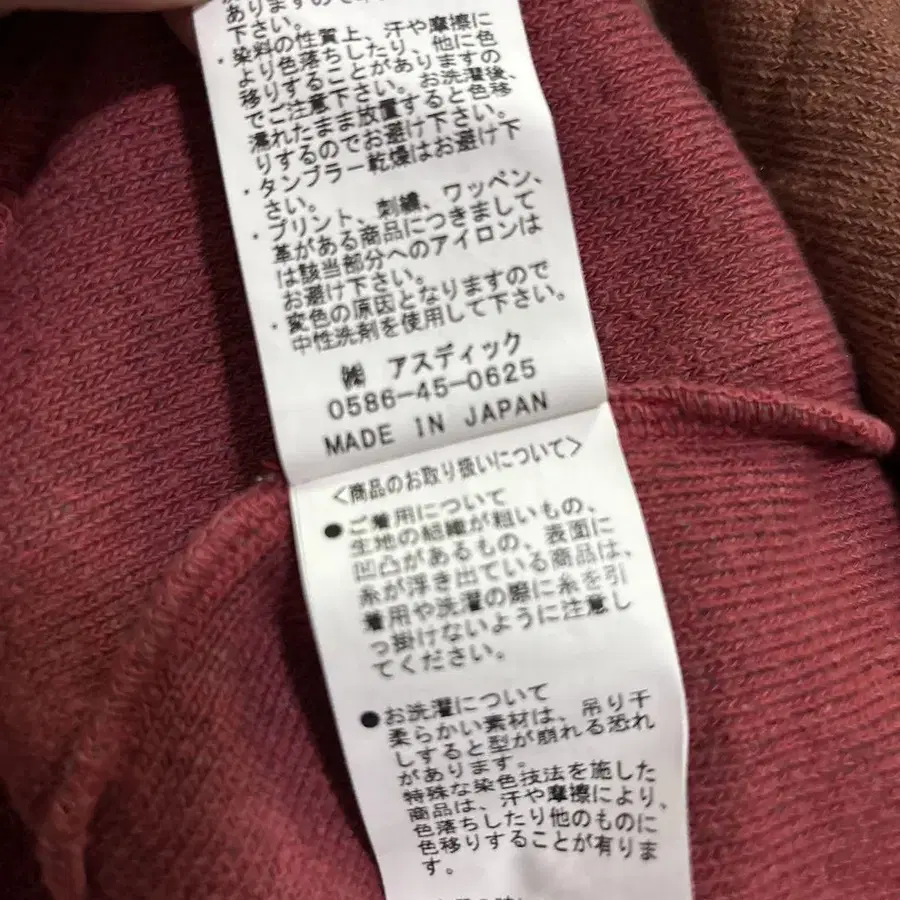 あ下さい。
・染料の性質上、汗や摩擦に
より色落ちしたり、他に色
移りすることがありますの
でご注意下さい。お洗濯後、
濡れたまま放置すると色移
りするのでお避け下さい。
・タンブラー乾燥はお避け下
さい。
・プリント、刺繍、ワッペン、
革がある商品につきまして
は該当部分へのアイロンは
お避け下さい。
・変色の原因となりますので
中性洗剤を使用して下さい。
㈱ アスディック
0586-45-0625
MADE IN JAPAN
<商品のお取り扱いについて>
●ご着用について
生地の組織が粗いもの、
凹凸があるもの、表面に
糸が浮き出ている商品は、
着用や洗濯の際に糸を引
っ掛けないように注意し
てください。
●お洗濯について
柔らかい素材は、吊り干
しすると型が崩れる恐れ
があります。
特殊な染色技法を施した
商品は、汗や摩擦により、
色落ちしたり他のものに
色移りすることが有りま
す。